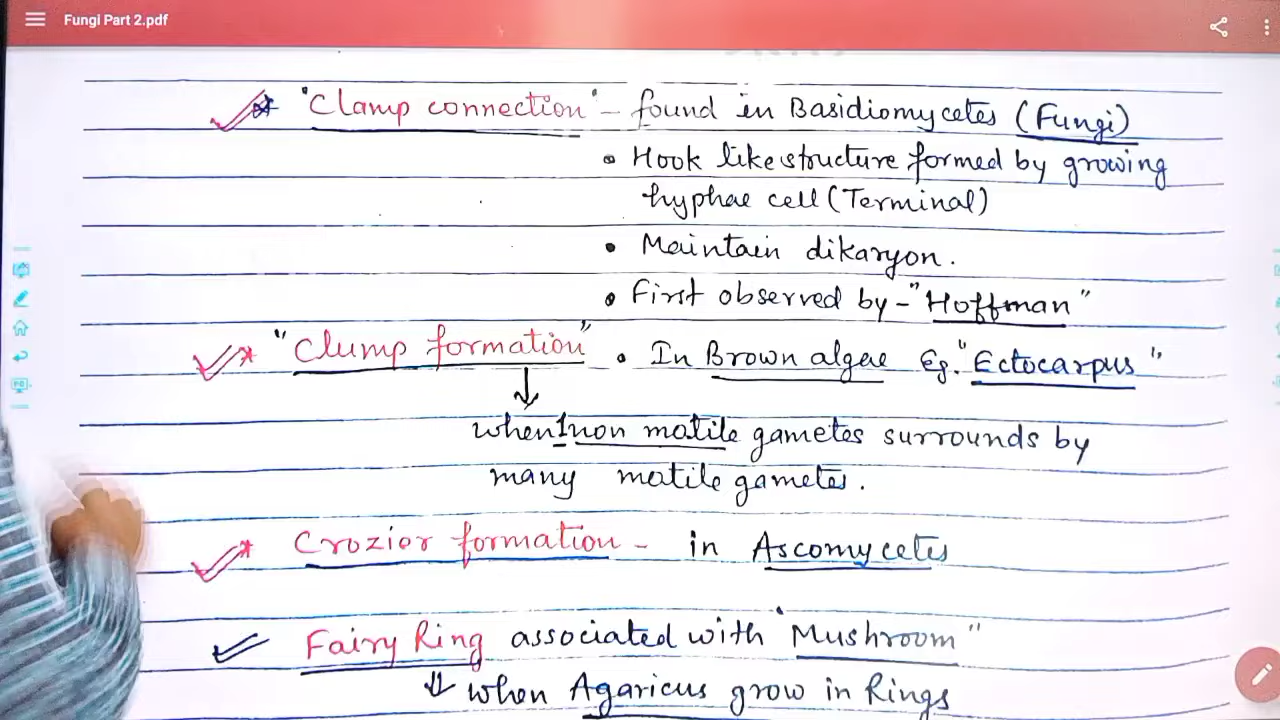 Fungi Part 2.pdf
"Clamp connection" - found in Basidiomycetes (Fungi)
• Hook like structure formed by growing
hyphae cell (Terminal)
• Maintain dikaryon.
• First observed by - "Hoffman"
"Clump formation" • In Brown algae Eg. "Ectocarpus"
when 1 non motile gametes surrounds by
many motile gametes.
Crozior formation - in Ascomycetes
Fairy Ring associated with "Mushroom"
when Agaricus grow in Rings